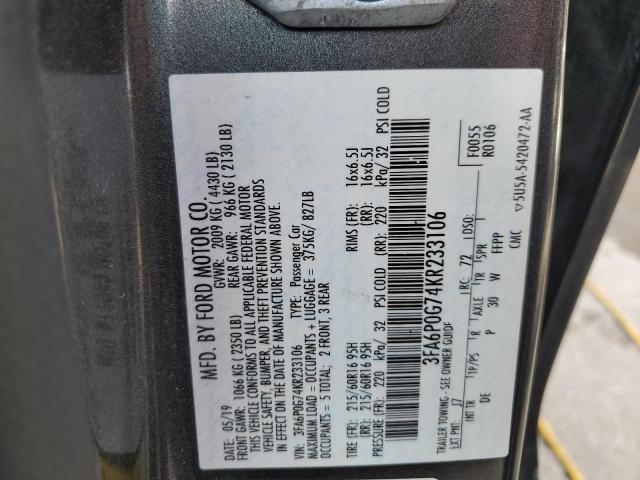 MFD. BY FORD MOTOR CO.
DATE: 05/19 GVWR: 2009 KG ( 4430 LB)
FRONT GAWR: 1066 KG ( 2350 LB) REAR GAWR: 966 KG ( 2130 LB)
THIS VEHICLE CONFORMS TO ALL APPLICABLE FEDERAL MOTOR
VEHICLE SAFETY, BUMPER, AND THEFT PREVENTION STANDARDS
IN EFFECT ON THE DATE OF MANUFACTURE SHOWN ABOVE.
VIN: 3FA6P0G74KR233106 TYPE: Passenger Car
MAXIMUM LOAD = OCCUPANTS + LUGGAGE = 375KG/ 827LB
OCCUPANTS = 5 TOTAL; 2 FRONT, 3 REAR
TIRE (FR): 215/60R16 95H RIMS (FR): 16x6.5J
(RR): 215/60R16 95H (RR): 16x6.5J
PRESSURE (FR): 220 kPa/ 32 PSI COLD (RR): 220 kPa/ 32 PSI COLD
3FA6P0G74KR233106
TRAILER TOWING - SEE OWNER GUIDE
F0055
R0106
EXT PNT: J7 RC: 72 DSO:
INT TR TP/PS R AXLE TR SPR
DE P 30 W FFPP
CMC ▽5U5A-5420472-AA